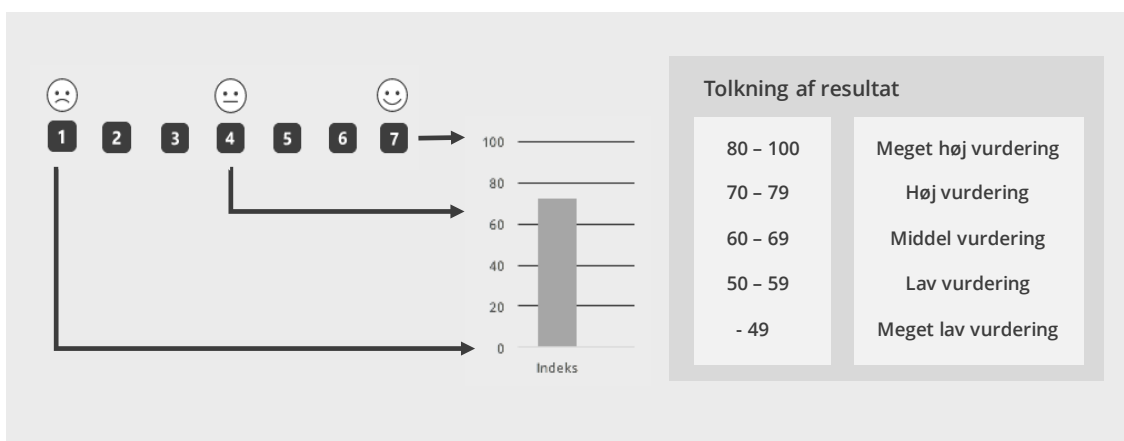 1 2 3 4 5 6 7
100
80
60
40
20
0
Indeks
Tolkning af resultat
80 – 100 Meget høj vurdering
70 – 79 Høj vurdering
60 – 69 Middel vurdering
50 – 59 Lav vurdering
- 49 Meget lav vurdering